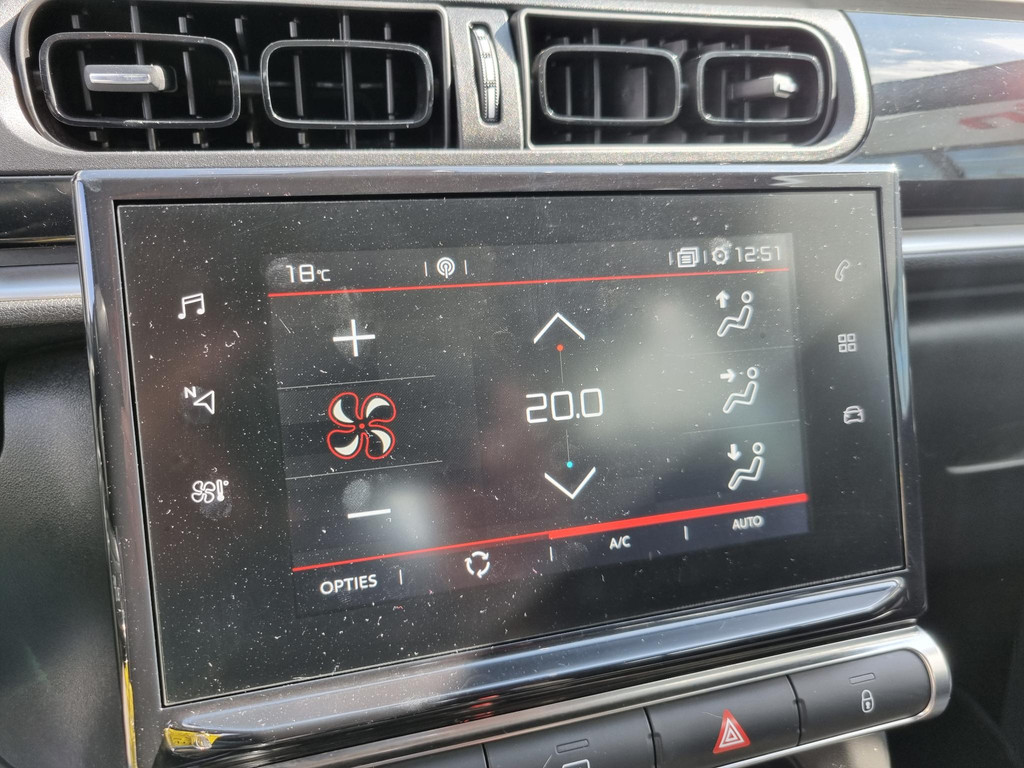 18°C
12:51
N
20.0
OPTIES
A/C
AUTO